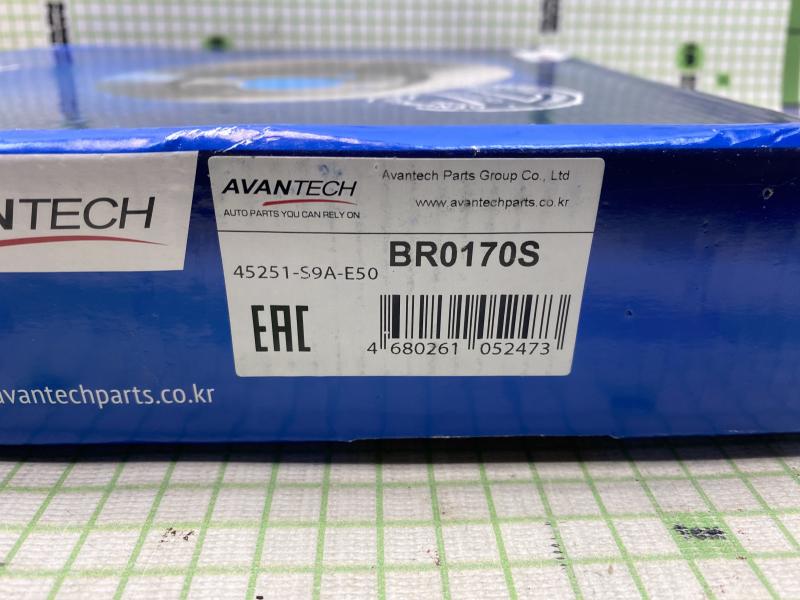 NTECH
AVANTECH
AUTO PARTS YOU CAN RELY ON
Avantech Parts Group Co., Ltd
www.avantechparts.co.kr
45251-S9A-E50
BR0170S
EAC
4 680261 052473
avantechparts.co.kr